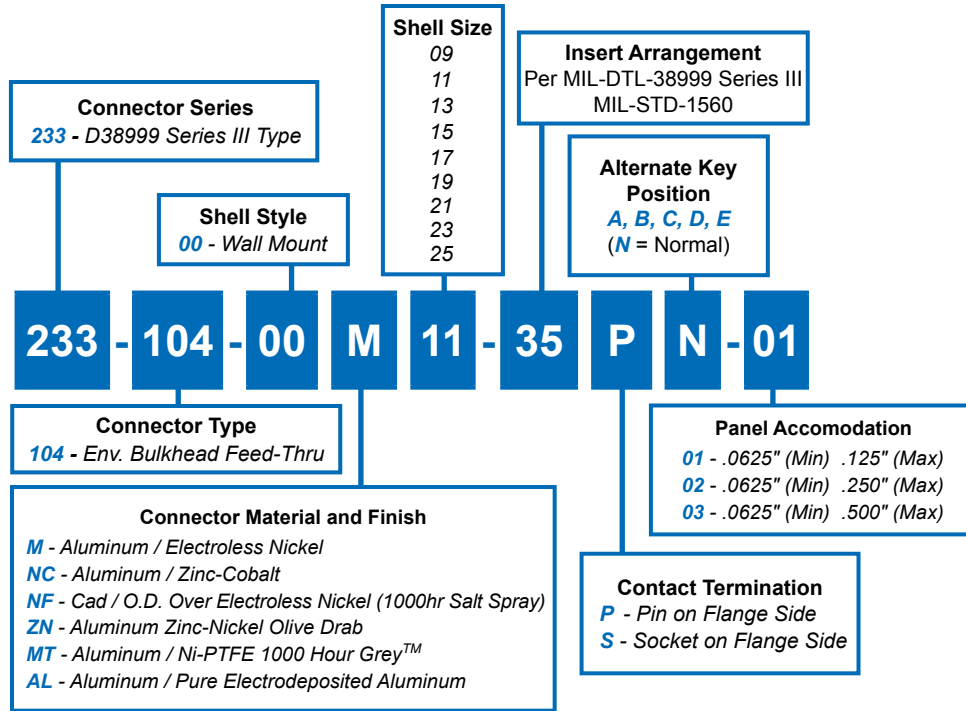 Connector Series
233 - D38999 Series III Type
Shell Style
00 - Wall Mount
Shell Size
09
11
13
15
17
19
21
23
25
Insert Arrangement
Per MIL-DTL-38999 Series III
MIL-STD-1560
Alternate Key
Position
A, B, C, D, E
(N = Normal)
233 - 104 - 00 M 11 - 35 P N - 01
Connector Type
104 - Env. Bulkhead Feed-Thru
Connector Material and Finish
M - Aluminum / Electroless Nickel
NC - Aluminum / Zinc-Cobalt
NF - Cad / O.D. Over Electroless Nickel (1000hr Salt Spray)
ZN - Aluminum Zinc-Nickel Olive Drab
MT - Aluminum / Ni-PTFE 1000 Hour Grey™
AL - Aluminum / Pure Electrodeposited Aluminum
Contact Termination
P - Pin on Flange Side
S - Socket on Flange Side
Panel Accomodation
01 - .0625" (Min) .125" (Max)
02 - .0625" (Min) .250" (Max)
03 - .0625" (Min) .500" (Max)